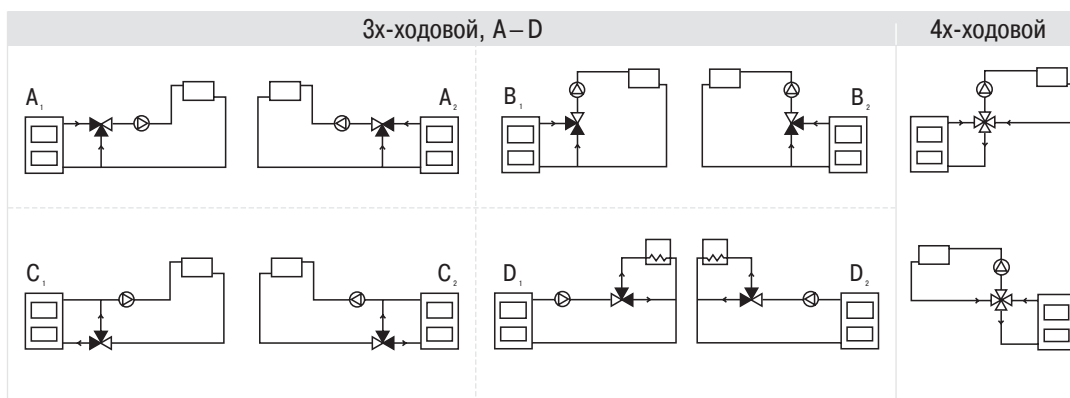 3х-ходовой, A – D
4х-ходовой
A₁
A₂
B₁
B₂
C₁
C₂
D₁
D₂